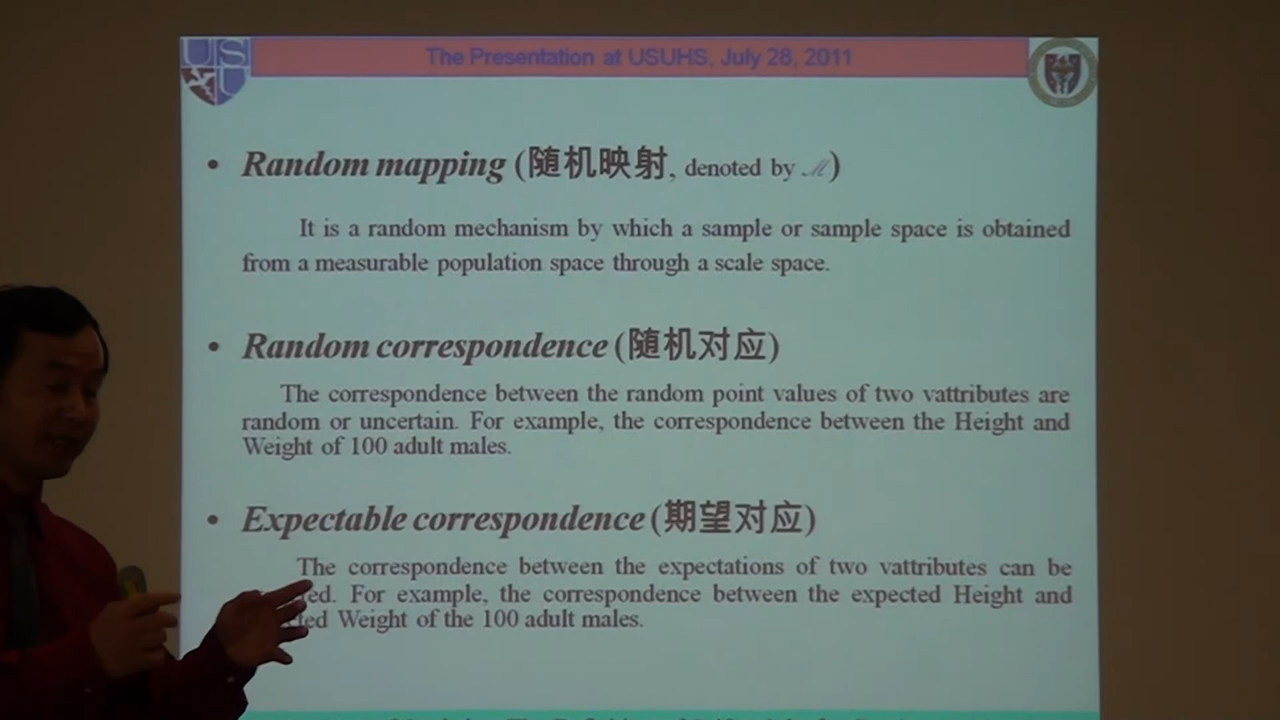 USU
The Presentation at USUHS, July 28, 2011
• Random mapping (随机映射, denoted by ℳ)
It is a random mechanism by which a sample or sample space is obtained
from a measurable population space through a scale space.
• Random correspondence (随机对应)
The correspondence between the random point values of two vattributes are
random or uncertain. For example, the correspondence between the Height and
Weight of 100 adult males.
• Expectable correspondence (期望对应)
The correspondence between the expectations of two vattributes can be
ed. For example, the correspondence between the expected Height and
ted Weight of the 100 adult males.